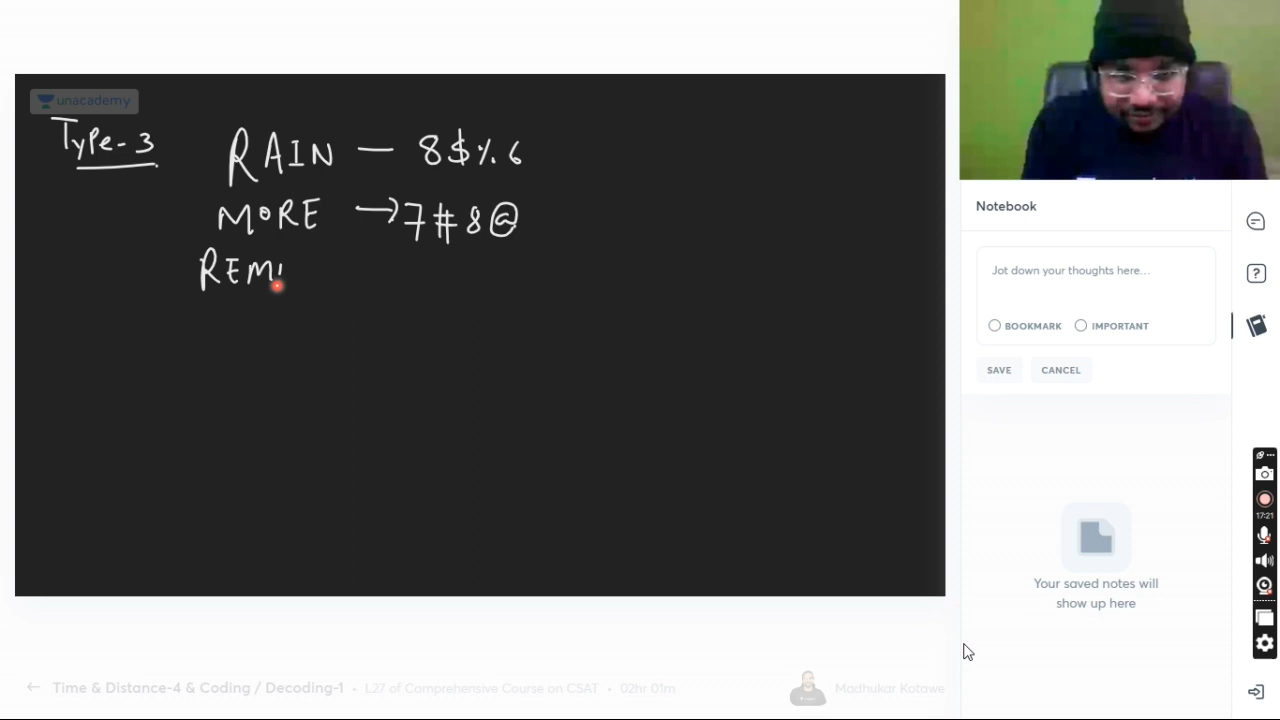 unacademy
Type-3
RAIN — 8$%6
MORE → 7#8@
REM
Notebook
Jot down your thoughts here...
BOOKMARK IMPORTANT
SAVE CANCEL
17:21
Your saved notes will
show up here
← Time & Distance-4 & Coding / Decoding-1 • L27 of Comprehensive Course on CSAT • 02hr 01m
Madhukar Kotawe